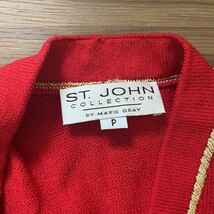 ST. JOHN
COLLECTION
BY MARIE GRAY
P